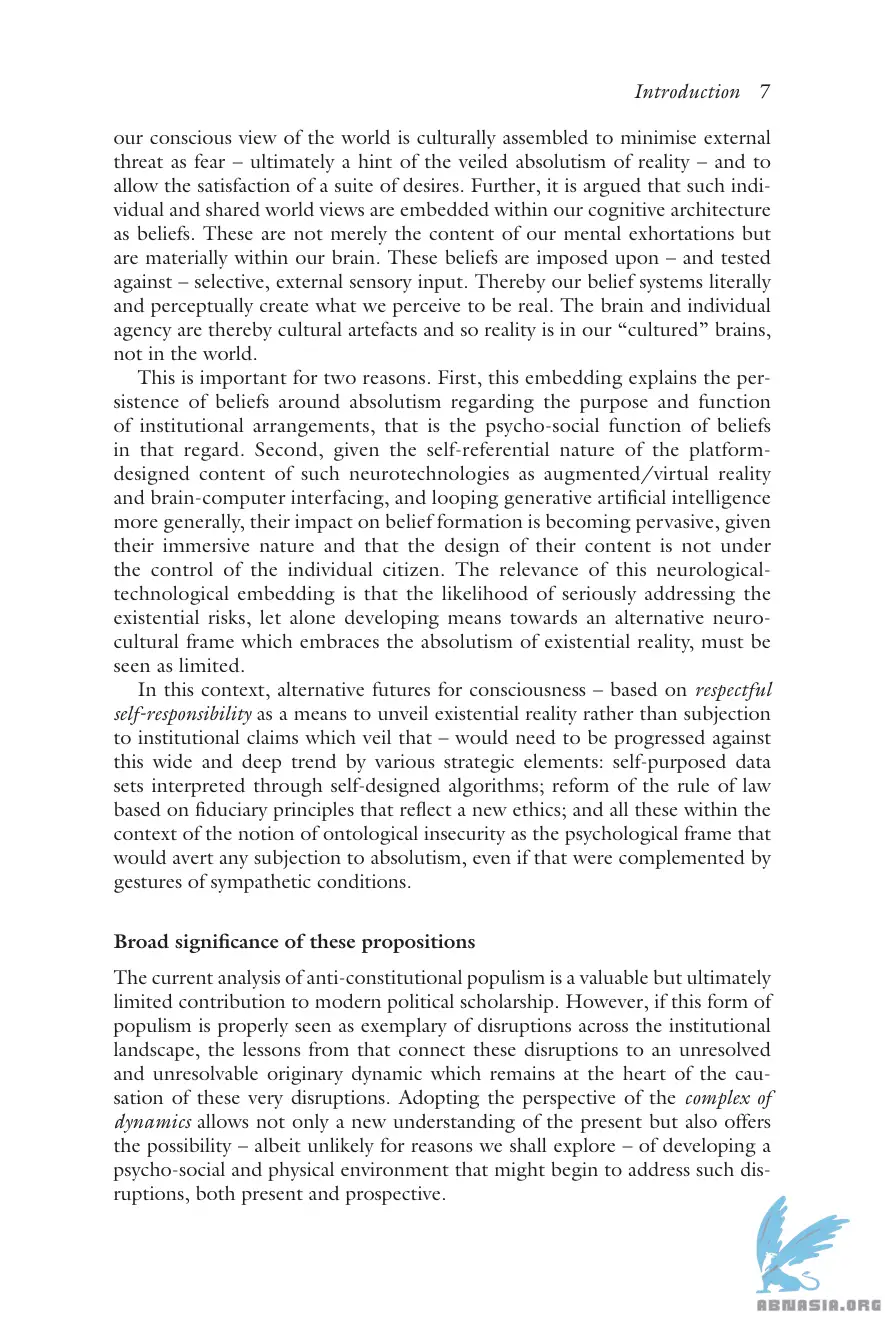 Introduction 7
our conscious view of the world is culturally assembled to minimise external
threat as fear – ultimately a hint of the veiled absolutism of reality – and to
allow the satisfaction of a suite of desires. Further, it is argued that such indi-
vidual and shared world views are embedded within our cognitive architecture
as beliefs. These are not merely the content of our mental exhortations but
are materially within our brain. These beliefs are imposed upon – and tested
against – selective, external sensory input. Thereby our belief systems literally
and perceptually create what we perceive to be real. The brain and individual
agency are thereby cultural artefacts and so reality is in our “cultured” brains,
not in the world.
This is important for two reasons. First, this embedding explains the per-
sistence of beliefs around absolutism regarding the purpose and function
of institutional arrangements, that is the psycho-social function of beliefs
in that regard. Second, given the self-referential nature of the platform-
designed content of such neurotechnologies as augmented/virtual reality
and brain-computer interfacing, and looping generative artificial intelligence
more generally, their impact on belief formation is becoming pervasive, given
their immersive nature and that the design of their content is not under
the control of the individual citizen. The relevance of this neurological-
technological embedding is that the likelihood of seriously addressing the
existential risks, let alone developing means towards an alternative neuro-
cultural frame which embraces the absolutism of existential reality, must be
seen as limited.
In this context, alternative futures for consciousness – based on respectful
self-responsibility as a means to unveil existential reality rather than subjection
to institutional claims which veil that – would need to be progressed against
this wide and deep trend by various strategic elements: self-purposed data
sets interpreted through self-designed algorithms; reform of the rule of law
based on fiduciary principles that reflect a new ethics; and all these within the
context of the notion of ontological insecurity as the psychological frame that
would avert any subjection to absolutism, even if that were complemented by
gestures of sympathetic conditions.
Broad significance of these propositions
The current analysis of anti-constitutional populism is a valuable but ultimately
limited contribution to modern political scholarship. However, if this form of
populism is properly seen as exemplary of disruptions across the institutional
landscape, the lessons from that connect these disruptions to an unresolved
and unresolvable originary dynamic which remains at the heart of the cau-
sation of these very disruptions. Adopting the perspective of the complex of
dynamics allows not only a new understanding of the present but also offers
the possibility – albeit unlikely for reasons we shall explore – of developing a
psycho-social and physical environment that might begin to address such dis-
ruptions, both present and prospective.
ABNASIA.ORG